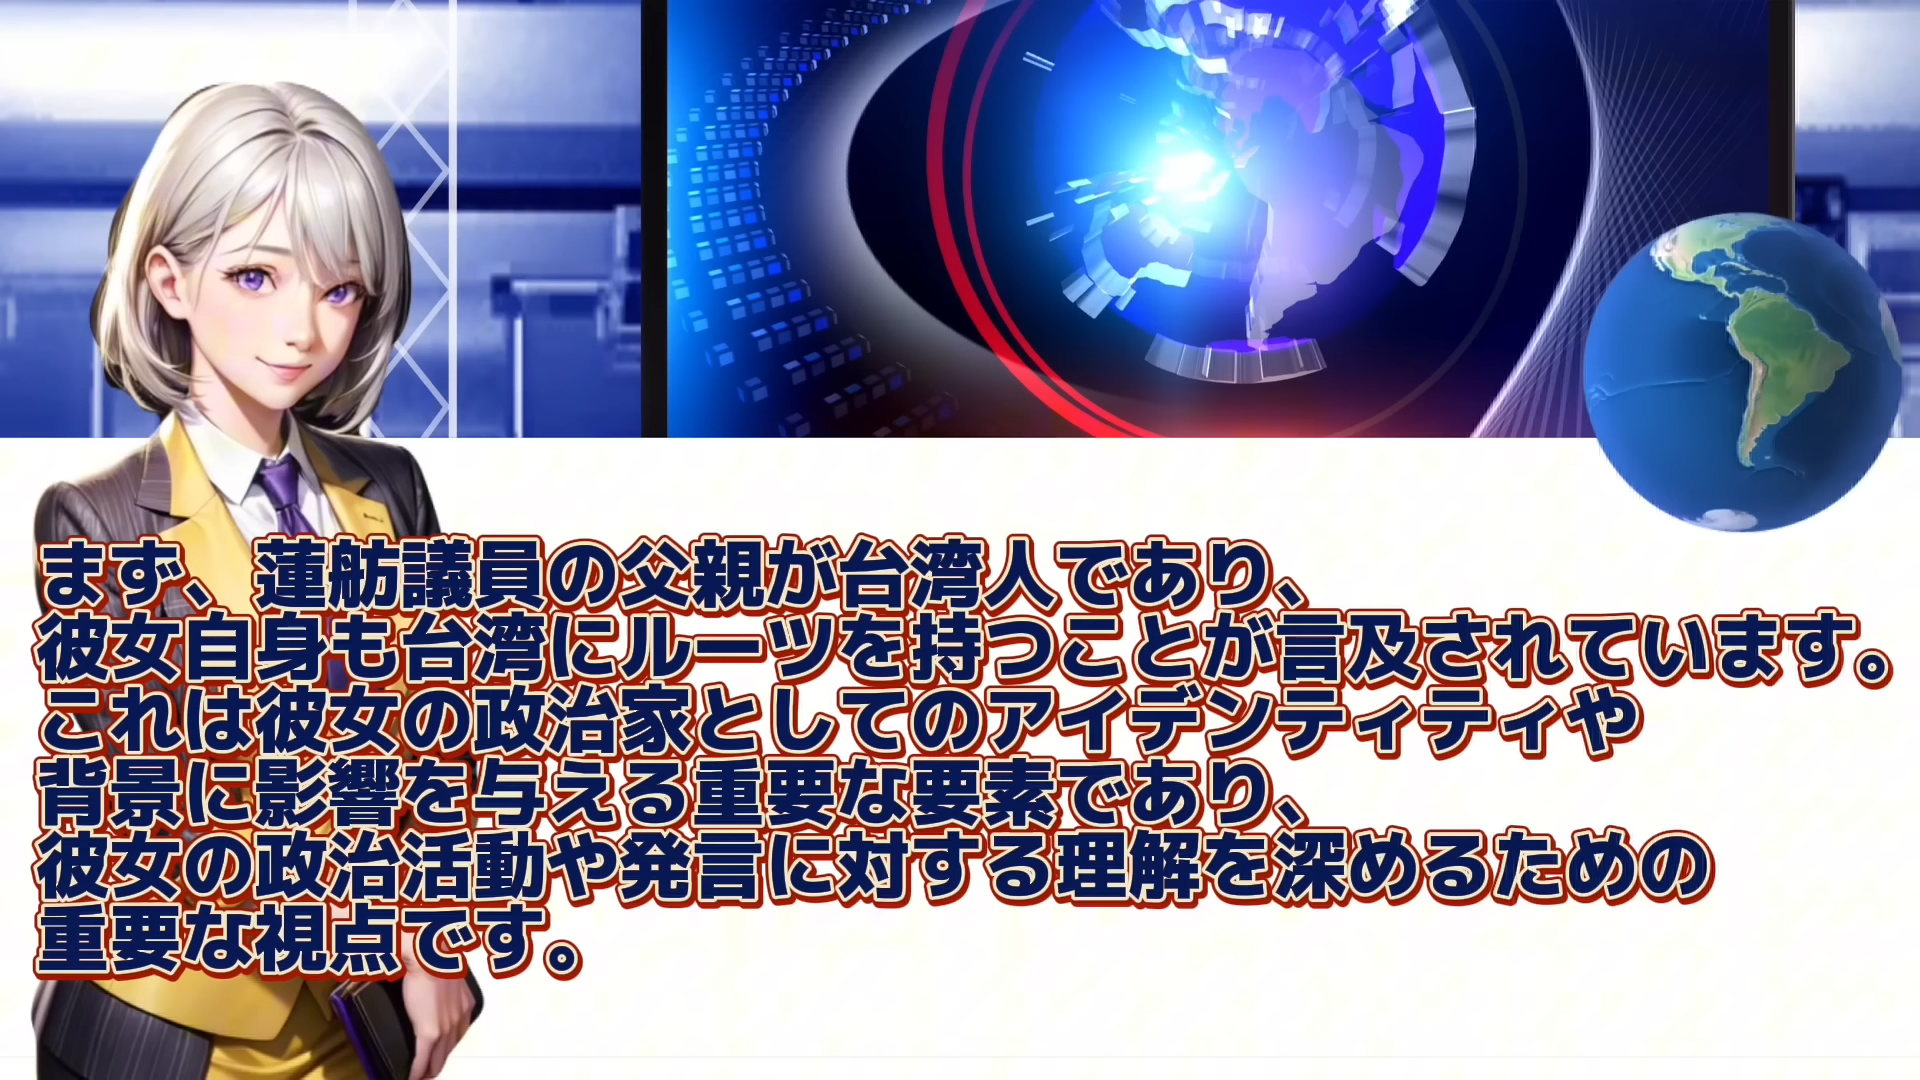 まず、蓮舫議員の父親が台湾人であり、
彼女自身も台湾にルーツを持つことが言及されています。
これは彼女の政治家としてのアイデンティティや
背景に影響を与える重要な要素であり、
彼女の政治活動や発言に対する理解を深めるための
重要な視点です。